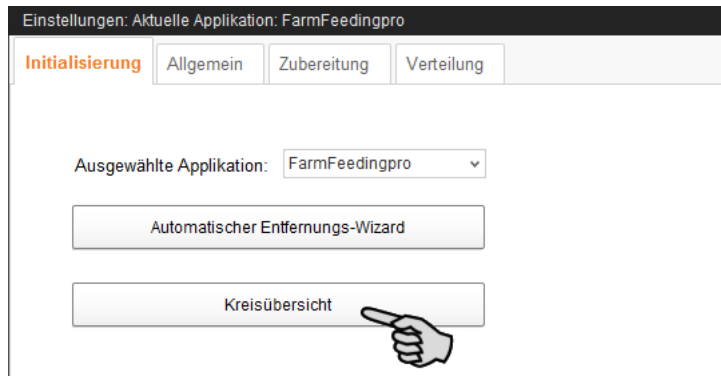 Einstellungen: Aktuelle Applikation: FarmFeedingpro
Initialisierung Allgemein Zubereitung Verteilung
Ausgewählte Applikation: FarmFeedingpro
Automatischer Entfernungs-Wizard
Kreisübersicht